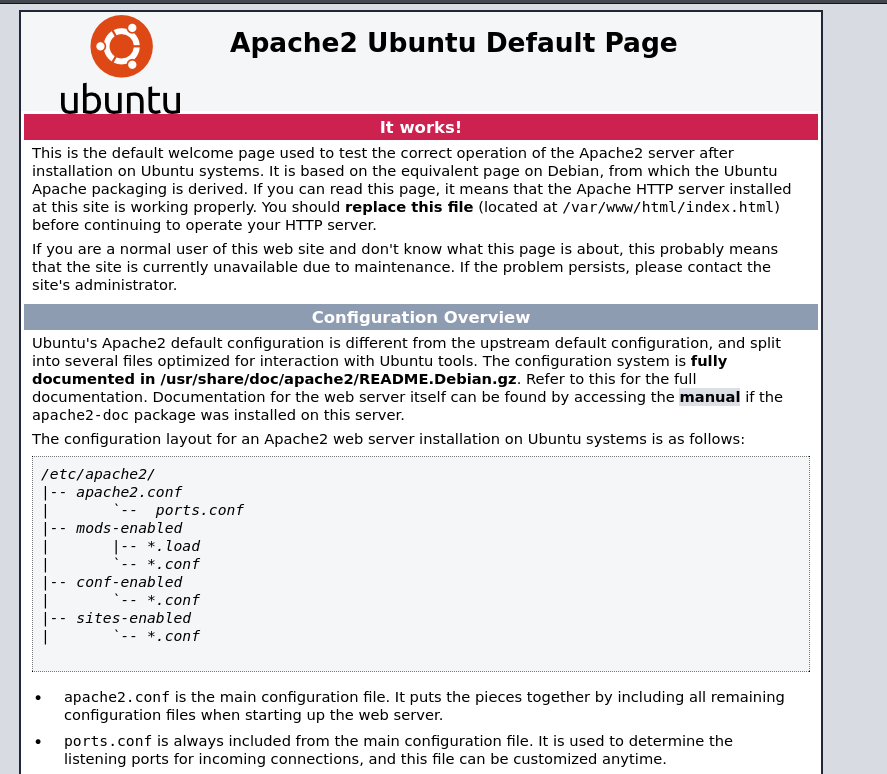 ubuntu
Apache2 Ubuntu Default Page
It works!
This is the default welcome page used to test the correct operation of the Apache2 server after
installation on Ubuntu systems. It is based on the equivalent page on Debian, from which the Ubuntu
Apache packaging is derived. If you can read this page, it means that the Apache HTTP server installed
at this site is working properly. You should replace this file (located at /var/www/html/index.html)
before continuing to operate your HTTP server.
If you are a normal user of this web site and don't know what this page is about, this probably means
that the site is currently unavailable due to maintenance. If the problem persists, please contact the
site's administrator.
Configuration Overview
Ubuntu's Apache2 default configuration is different from the upstream default configuration, and split
into several files optimized for interaction with Ubuntu tools. The configuration system is fully
documented in /usr/share/doc/apache2/README.Debian.gz. Refer to this for the full
documentation. Documentation for the web server itself can be found by accessing the manual if the
apache2-doc package was installed on this server.
The configuration layout for an Apache2 web server installation on Ubuntu systems is as follows:
/etc/apache2/
|-- apache2.conf
|       `--  ports.conf
|-- mods-enabled
|       |-- *.load
|       `-- *.conf
|-- conf-enabled
|       `-- *.conf
|-- sites-enabled
|       `-- *.conf
• apache2.conf is the main configuration file. It puts the pieces together by including all remaining
configuration files when starting up the web server.
• ports.conf is always included from the main configuration file. It is used to determine the
listening ports for incoming connections, and this file can be customized anytime.